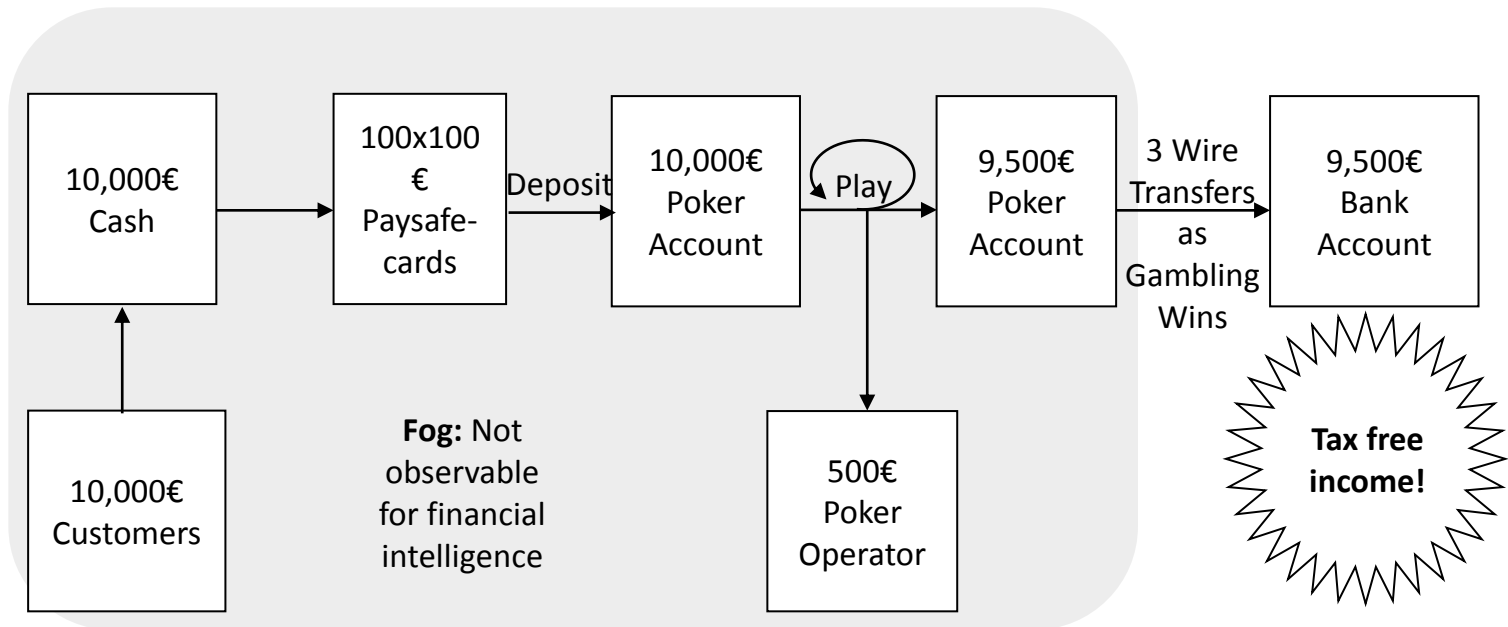 10,000€
Cash
100x100
€
Paysafe-
cards
Deposit
10,000€
Poker
Account
Play
9,500€
Poker
Account
3 Wire
Transfers
as
Gambling
Wins
9,500€
Bank
Account
10,000€
Customers
Fog: Not
observable
for financial
intelligence
500€
Poker
Operator
Tax free
income!